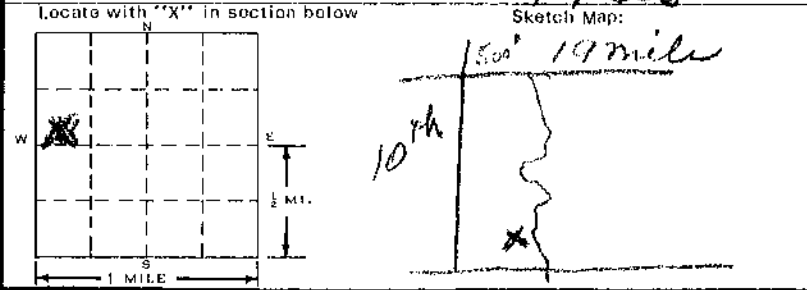 Locate with "X" in section below
Sketch Map:
N
500' 19 mile
W
E
10th
½ MI.
S
1 MILE